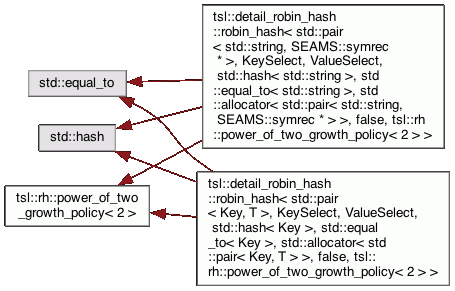 std::equal_to
std::hash
tsl::rh::power_of_two
_growth_policy< 2 >
tsl::detail_robin_hash
::robin_hash< std::pair
< std::string, SEAMS::symrec
* >, KeySelect, ValueSelect,
std::hash< std::string >, std
::equal_to< std::string >, std
::allocator< std::pair< std::string,
SEAMS::symrec * > >, false, tsl::rh
::power_of_two_growth_policy< 2 > >
tsl::detail_robin_hash
::robin_hash< std::pair
< Key, T >, KeySelect, ValueSelect,
std::hash< Key >, std::equal
_to< Key >, std::allocator< std
::pair< Key, T > >, false, tsl::
rh::power_of_two_growth_policy< 2 > >